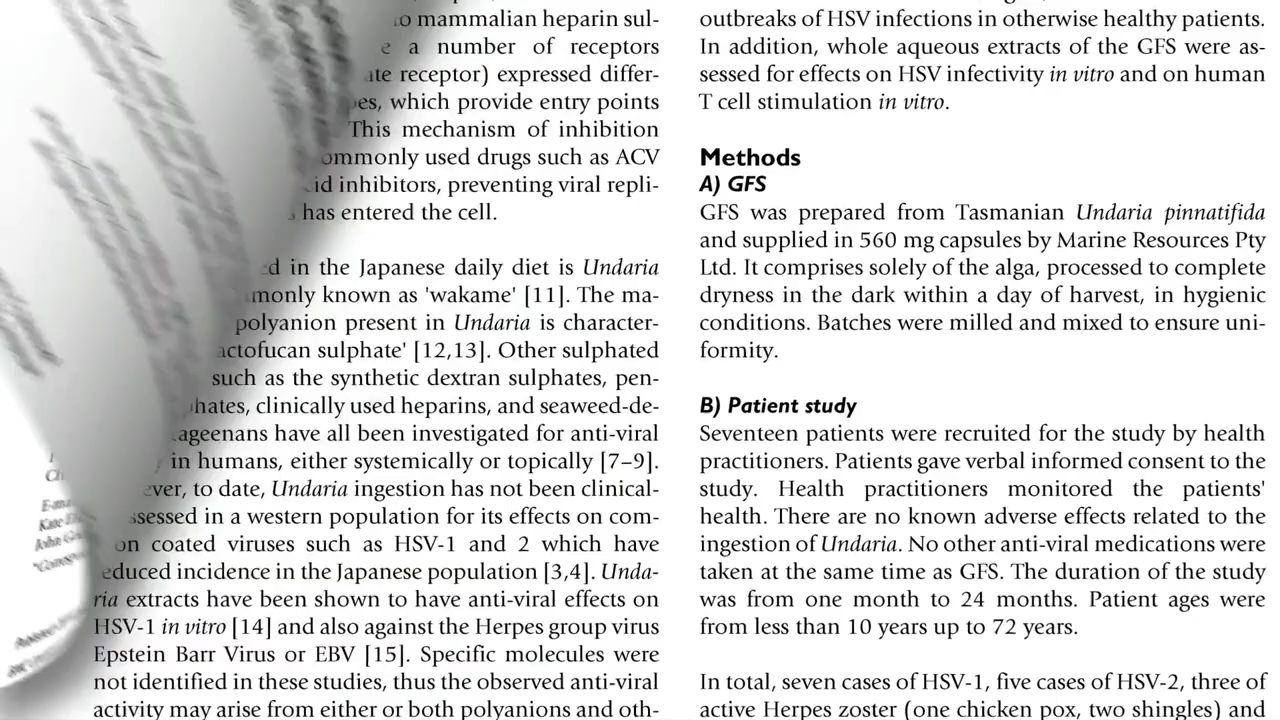 mammalian heparin sul-
a number of receptors
receptor) expressed differ-
which provide entry points
This mechanism of inhibition
commonly used drugs such as ACV
inhibitors, preventing viral repli-
has entered the cell.
in the Japanese daily diet is Undaria
known as 'wakame' [11]. The ma-
polyanion present in Undaria is character-
sulphate' [12,13]. Other sulphated
such as the synthetic dextran sulphates, pen-
clinically used heparins, and seaweed-de-
have all been investigated for anti-viral
in humans, either systemically or topically [7–9].
to date, Undaria ingestion has not been clinical-
in a western population for its effects on com-
on coated viruses such as HSV-1 and 2 which have
reduced incidence in the Japanese population [3,4]. Unda-
ria extracts have been shown to have anti-viral effects on
HSV-1 in vitro [14] and also against the Herpes group virus
Epstein Barr Virus or EBV [15]. Specific molecules were
not identified in these studies, thus the observed anti-viral
activity may arise from either or both polyanions and oth-
outbreaks of HSV infections in otherwise healthy patients.
In addition, whole aqueous extracts of the GFS were as-
sessed for effects on HSV infectivity in vitro and on human
T cell stimulation in vitro.
Methods
A) GFS
GFS was prepared from Tasmanian Undaria pinnatifida
and supplied in 560 mg capsules by Marine Resources Pty
Ltd. It comprises solely of the alga, processed to complete
dryness in the dark within a day of harvest, in hygienic
conditions. Batches were milled and mixed to ensure uni-
formity.
B) Patient study
Seventeen patients were recruited for the study by health
practitioners. Patients gave verbal informed consent to the
study. Health practitioners monitored the patients'
health. There are no known adverse effects related to the
ingestion of Undaria. No other anti-viral medications were
taken at the same time as GFS. The duration of the study
was from one month to 24 months. Patient ages were
from less than 10 years up to 72 years.
In total, seven cases of HSV-1, five cases of HSV-2, three of
active Herpes zoster (one chicken pox, two shingles) and